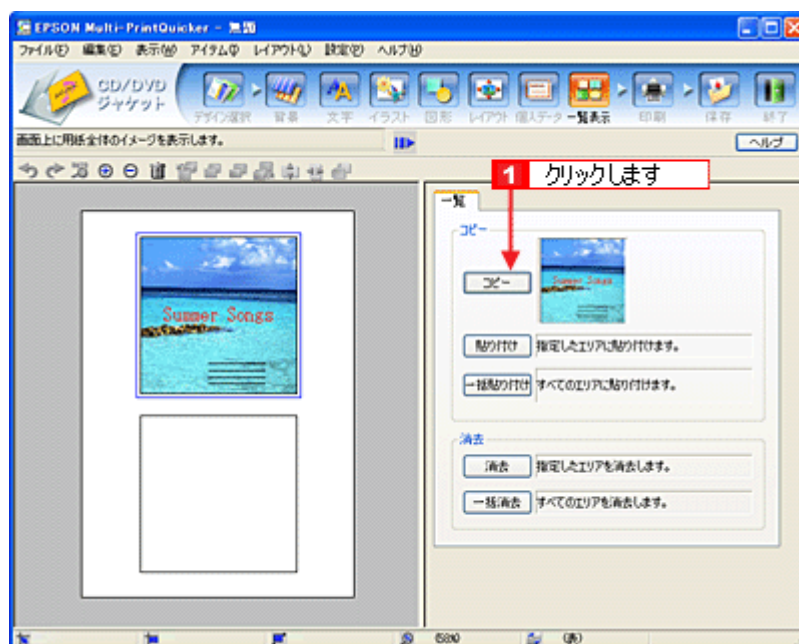 EPSON Multi-PrintQuicker - 無題
ファイル(F) 編集(E) 表示(W) アイテム(I) レイアウト(L) 設定(C) ヘルプ(H)
CD/DVD
ジャケット
デザイン選択 背景 文字 イラスト 図形 レイアウト 個人データ 一覧表示 印刷 保存 終了
画面上に用紙全体のイメージを表示します。
ヘルプ
1 クリックします
一覧
コピー
コピー
Summer Songs
Summer Songs
貼り付け 指定したエリアに貼り付けます。
一括貼り付け すべてのエリアに貼り付けます。
消去
消去 指定したエリアを消去します。
一括消去 すべてのエリアを消去します。
(58%) (表)